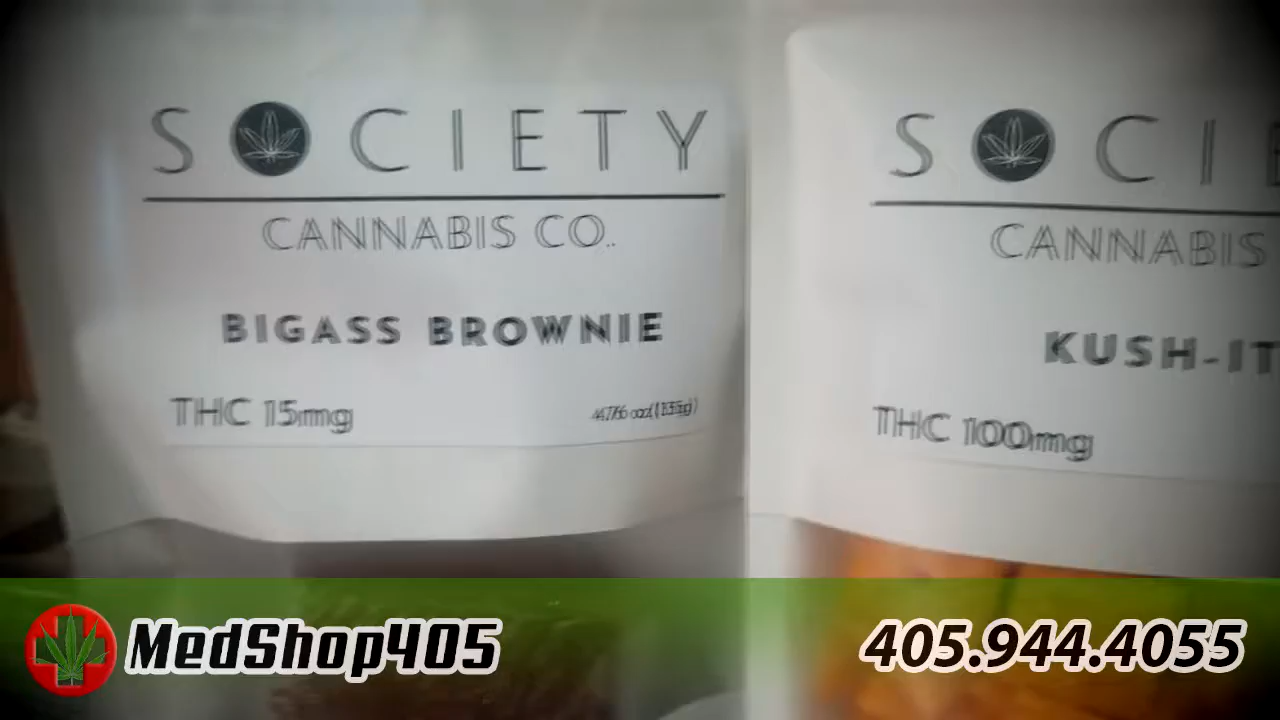 SOCIETY
CANNABIS CO.
BIGASS BROWNIE
THC 15mg
SOCIE
CANNABIS
KUSH-IT
THC 100mg
MedShop405
405.944.4055